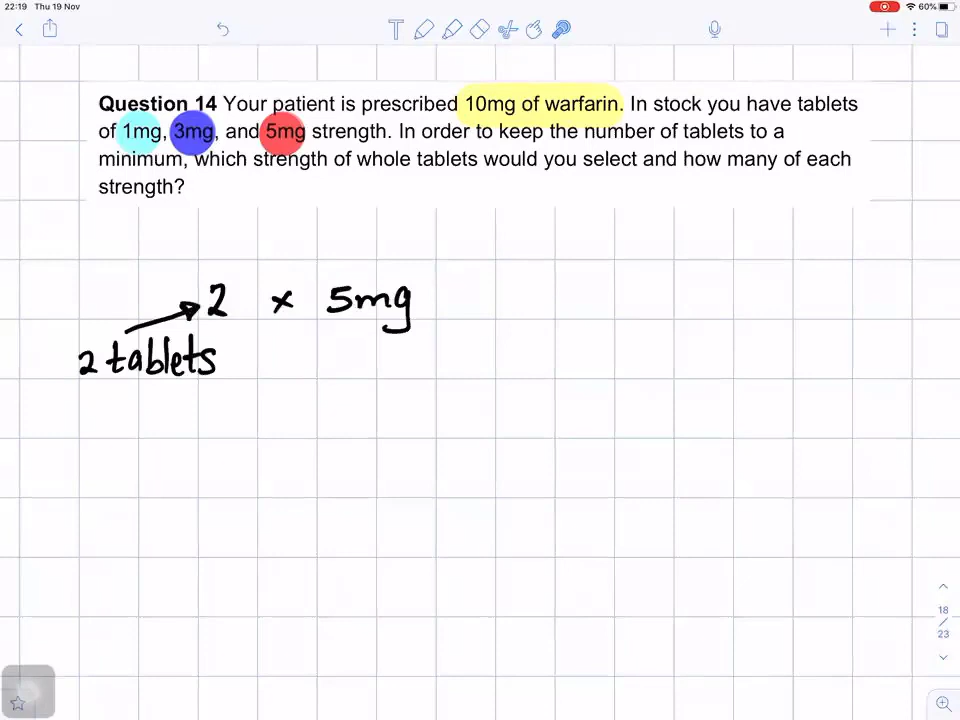 22:19 Thu 19 Nov
60%
T
Question 14 Your patient is prescribed 10mg of warfarin. In stock you have tablets
of 1mg, 3mg, and 5mg strength. In order to keep the number of tablets to a
minimum, which strength of whole tablets would you select and how many of each
strength?
2 x 5mg
2 tablets
18
/
23